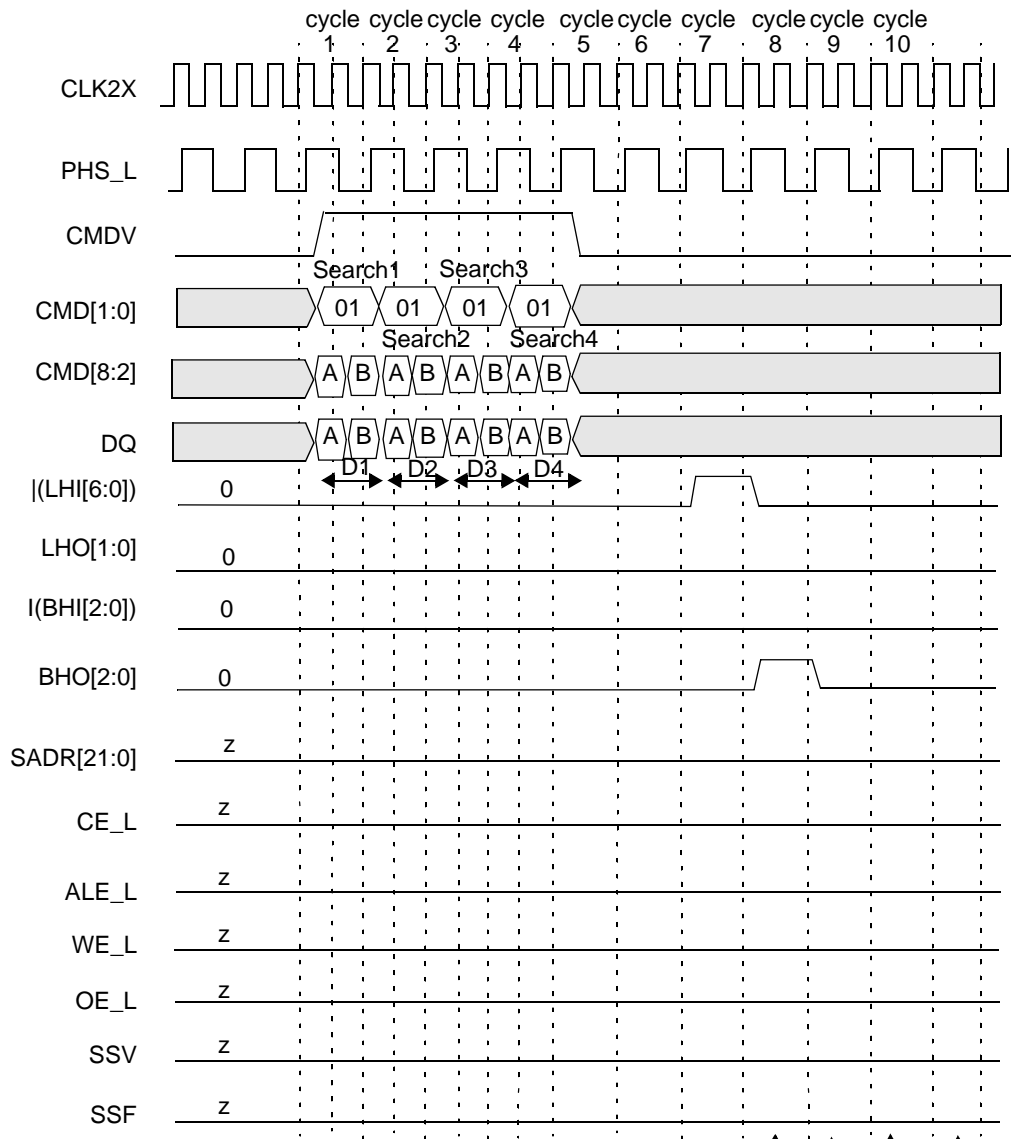 cycle cycle cycle cycle cycle cycle cycle cycle cycle cycle
1 2 3 4 5 6 7 8 9 10
CLK2X
PHS_L
CMDV
Search1 Search3
CMD[1:0] 01 01 01 01
Search2 Search4
CMD[8:2] A B A B A B A B
DQ A B A B A B A B
D1 D2 D3 D4
|(LHI[6:0]) 0
LHO[1:0] 0
I(BHI[2:0]) 0
BHO[2:0] 0
SADR[21:0] z
CE_L z
ALE_L z
WE_L z
OE_L z
SSV z
SSF z